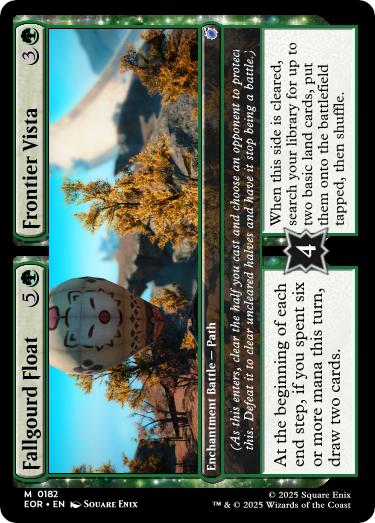 Fallgourd Float 5
Frontier Vista 3
Enchantment Battle — Path
(As this enters, clear the half you cast and choose an opponent to protect
this. Defeat it to clear uncleared halves and have it stop being a battle.)
At the beginning of each
end step, if you spent six
or more mana this turn,
draw two cards.
4
When this side is cleared,
search your library for up to
two basic land cards, put
them onto the battlefield
tapped, then shuffle.
M 0182
EOR • EN SQUARE ENIX
© 2025 Square Enix
™ & © 2025 Wizards of the Coast